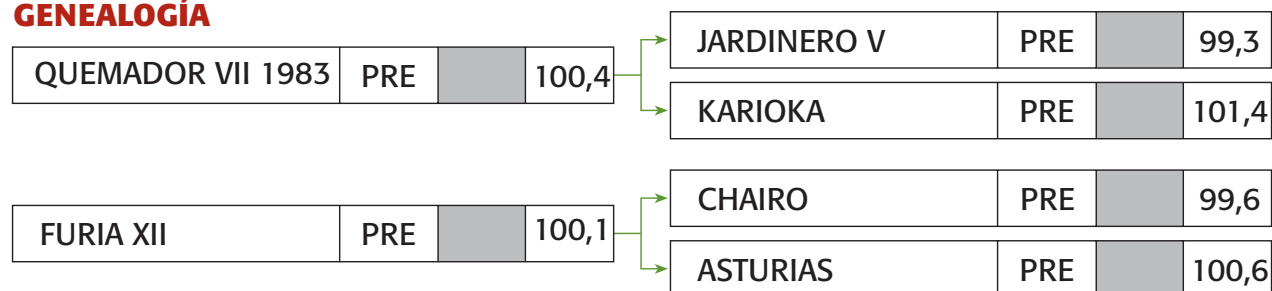 GENEALOGÍA
QUEMADOR VII 1983 PRE 100,4
JARDINERO V PRE 99,3
KARIOKA PRE 101,4
FURIA XII PRE 100,1
CHAIRO PRE 99,6
ASTURIAS PRE 100,6